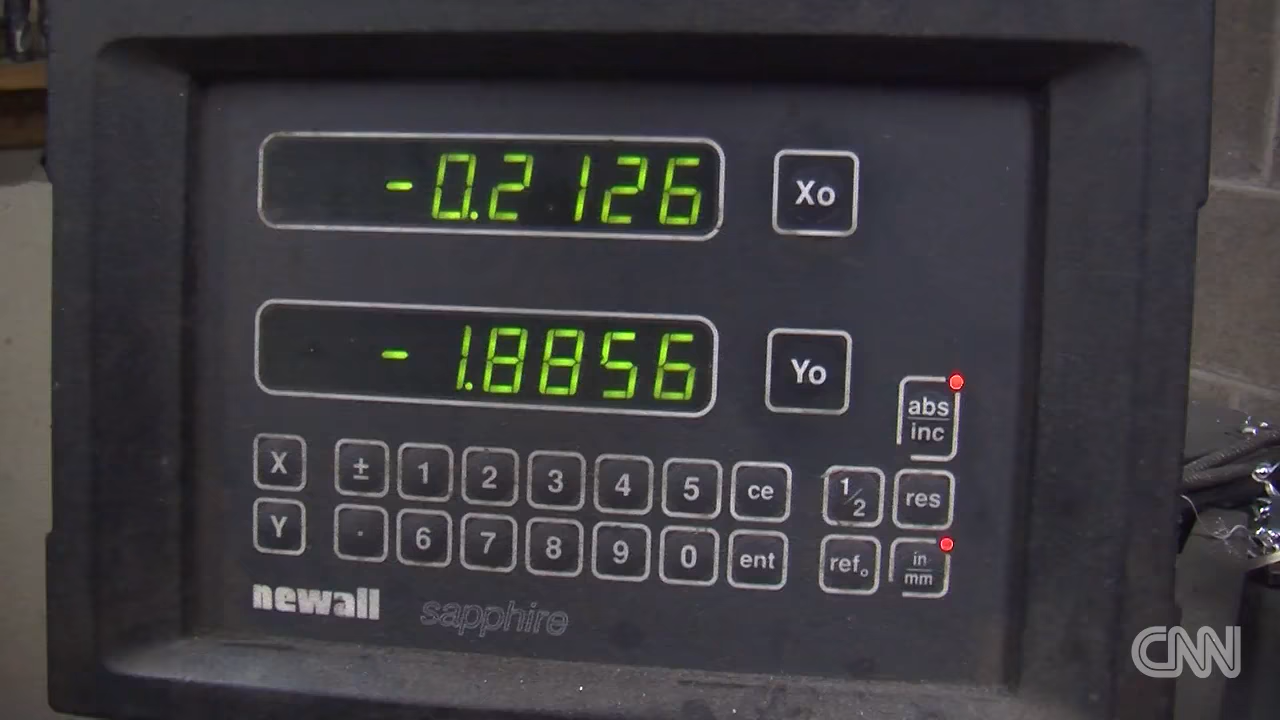 -0.2126
Xo
-1.8856
Yo
abs
inc
X ± 1 2 3 4 5 ce 1/2 res
Y . 6 7 8 9 0 ent refo in
mm
newall sapphire
CNN